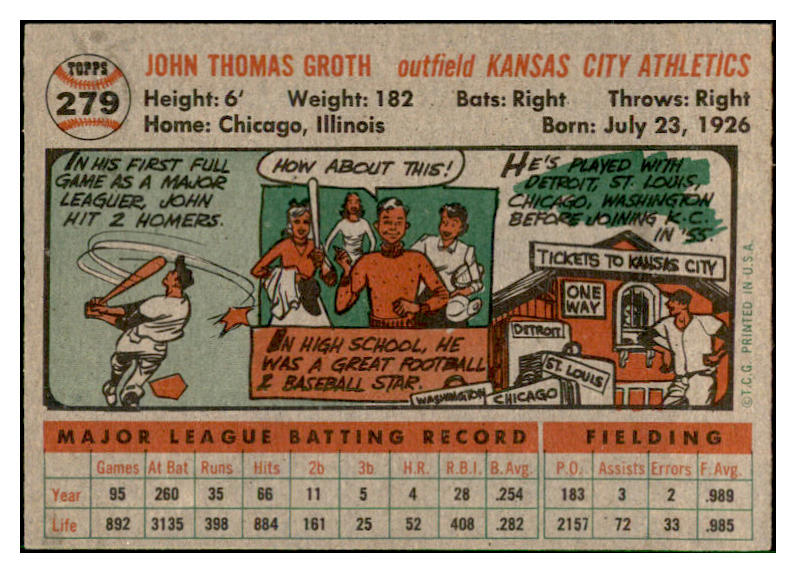 TOPPS
279
JOHN THOMAS GROTH outfield KANSAS CITY ATHLETICS
Height: 6' Weight: 182 Bats: Right Throws: Right
Home: Chicago, Illinois Born: July 23, 1926
IN HIS FIRST FULL
GAME AS A MAJOR
LEAGUER, JOHN
HIT 2 HOMERS.
HOW ABOUT THIS!
IN HIGH SCHOOL, HE
WAS A GREAT FOOTBALL
& BASEBALL STAR.
HE'S PLAYED WITH
DETROIT, ST. LOUIS,
CHICAGO, WASHINGTON
BEFORE JOINING K.C.
IN '55.
TICKETS TO KANSAS CITY
ONE
WAY
DETROIT
ST. LOUIS
WASHINGTON
CHICAGO
©T.C.G. PRINTED IN U.S.A.
MAJOR LEAGUE BATTING RECORD FIELDING
Games At Bat Runs Hits 2b 3b H.R. R.B.I. B.Avg. P.O. Assists Errors F. Avg.
Year 95 260 35 66 11 5 4 28 .254 183 3 2 .989
Life 892 3135 398 884 161 25 52 408 .282 2157 72 33 .985